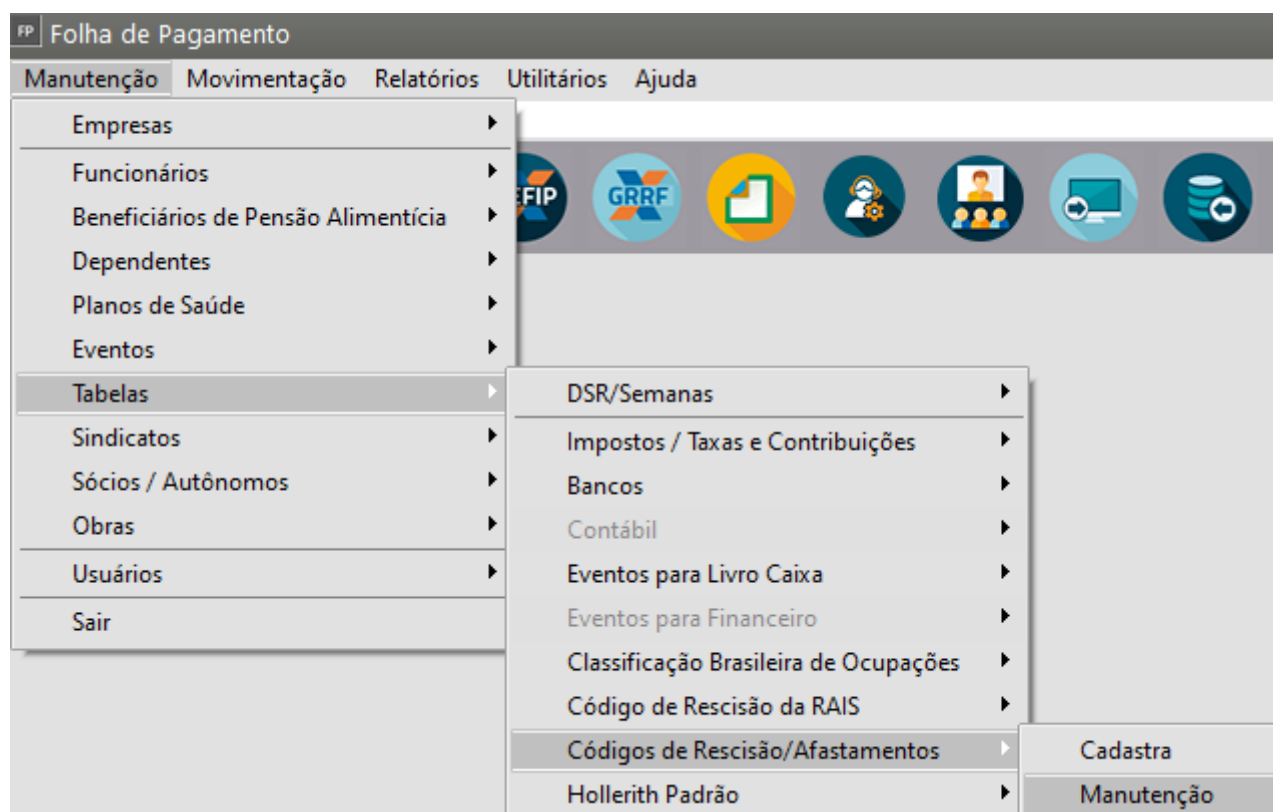 FP Folha de Pagamento
Manutenção Movimentação Relatórios Utilitários Ajuda
Empresas
Funcionários
Beneficiários de Pensão Alimentícia
Dependentes
Planos de Saúde
Eventos
Tabelas
Sindicatos
Sócios / Autônomos
Obras
Usuários
Sair
EFIP
GRRF
DSR/Semanas
Impostos / Taxas e Contribuições
Bancos
Contábil
Eventos para Livro Caixa
Eventos para Financeiro
Classificação Brasileira de Ocupações
Código de Rescisão da RAIS
Códigos de Rescisão/Afastamentos
Hollerith Padrão
Cadastra
Manutenção